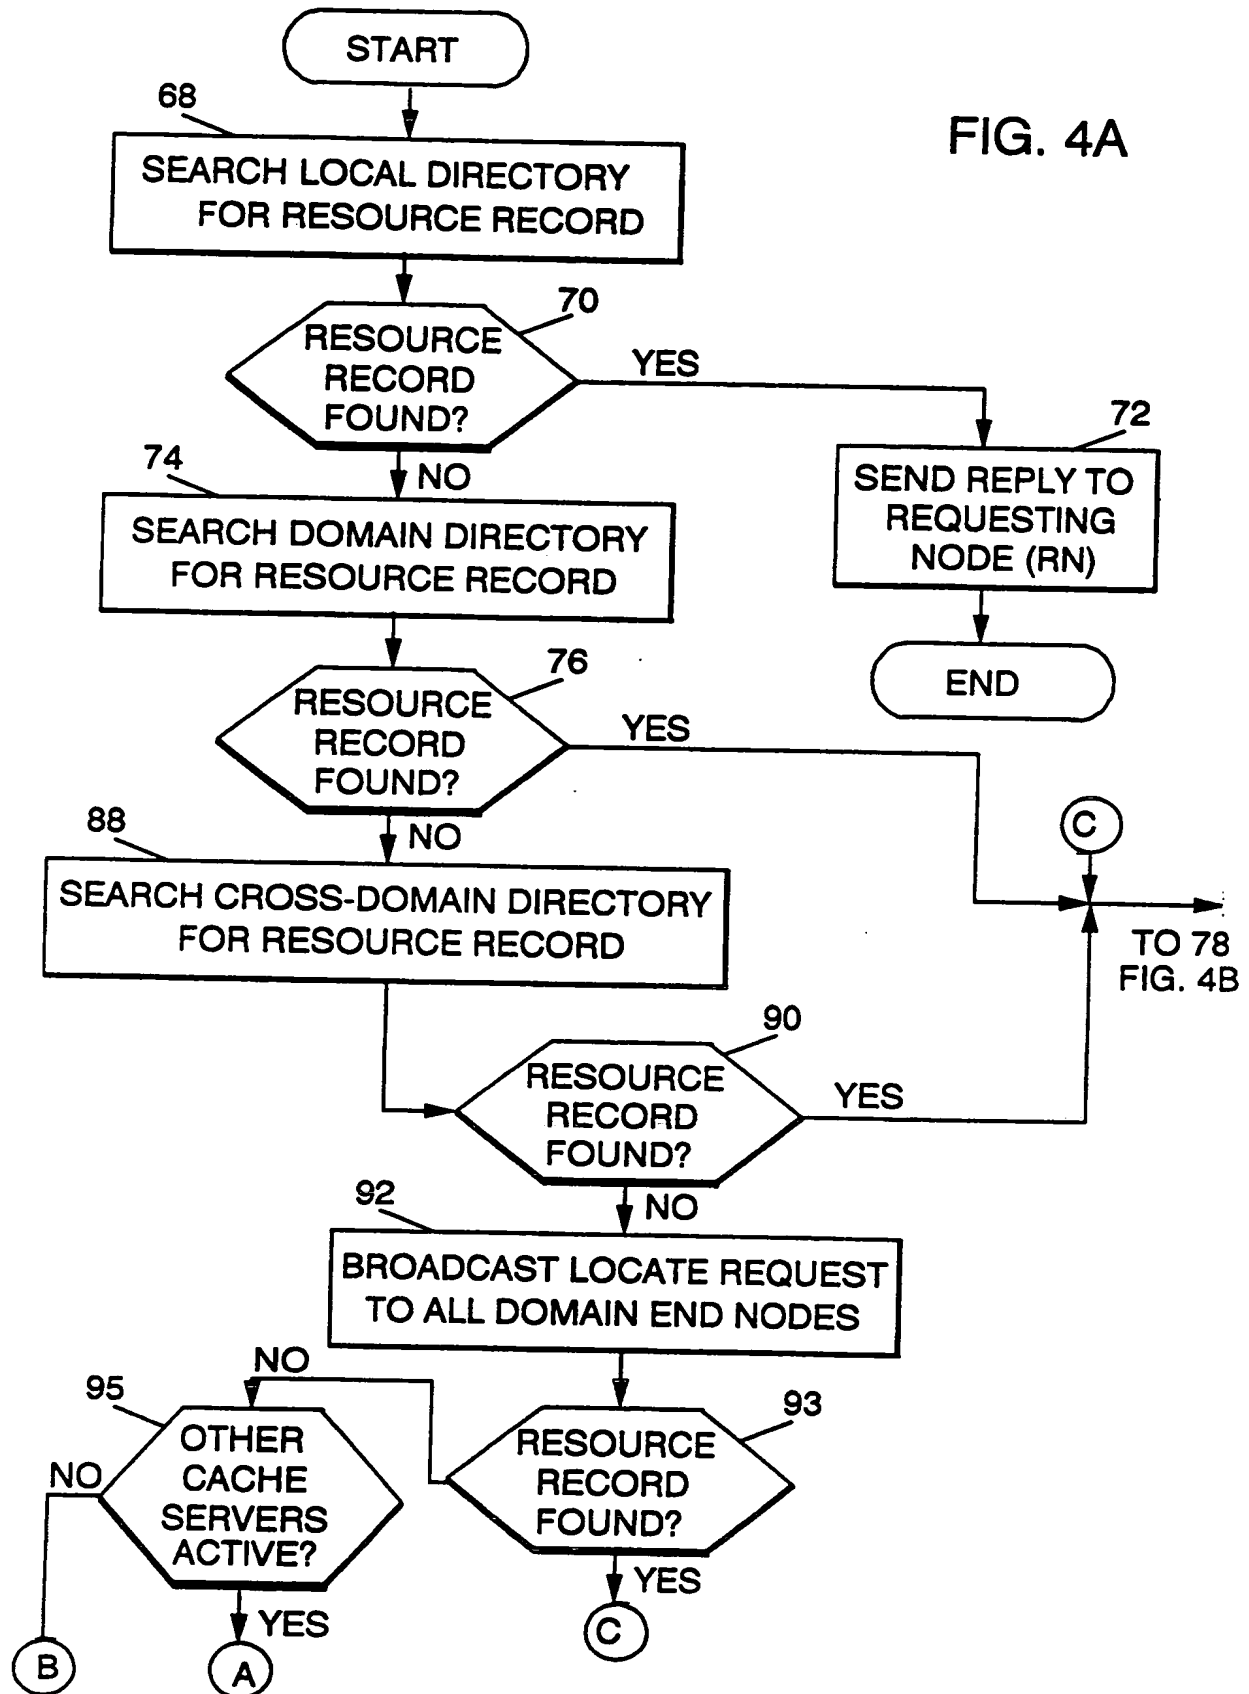 START
FIG. 4A
68
SEARCH LOCAL DIRECTORY
FOR RESOURCE RECORD
70
RESOURCE
RECORD
FOUND?
YES
NO
72
SEND REPLY TO
REQUESTING
NODE (RN)
END
74
SEARCH DOMAIN DIRECTORY
FOR RESOURCE RECORD
76
RESOURCE
RECORD
FOUND?
YES
NO
C
TO 78
FIG. 4B
88
SEARCH CROSS-DOMAIN DIRECTORY
FOR RESOURCE RECORD
90
RESOURCE
RECORD
FOUND?
YES
NO
92
BROADCAST LOCATE REQUEST
TO ALL DOMAIN END NODES
93
RESOURCE
RECORD
FOUND?
NO
YES
C
95
OTHER
CACHE
SERVERS
ACTIVE?
NO
YES
B
A